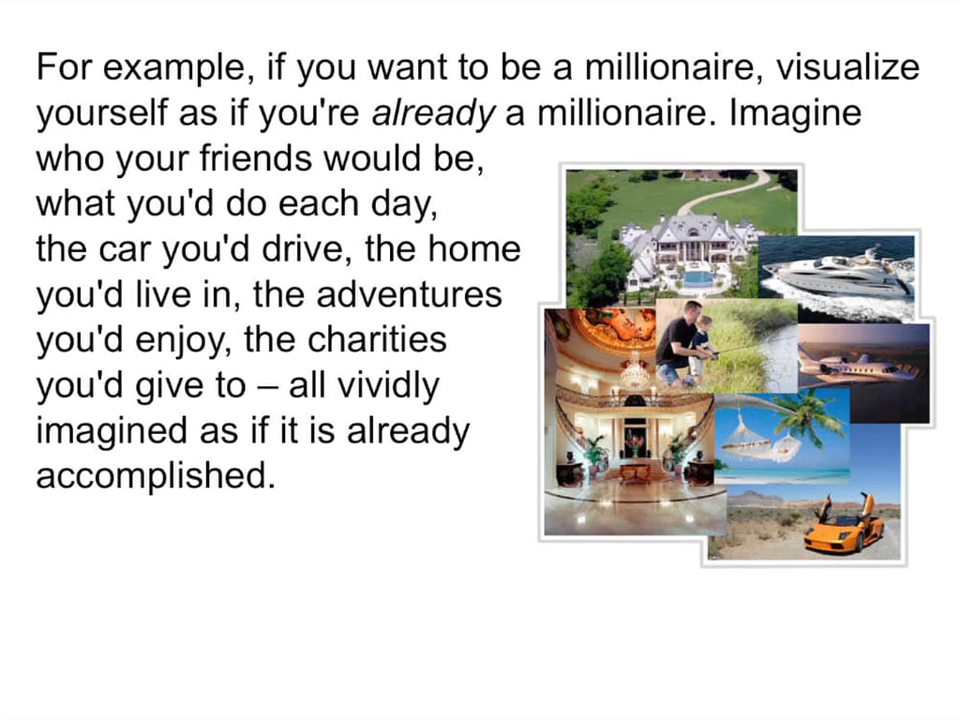 For example, if you want to be a millionaire, visualize
yourself as if you're already a millionaire. Imagine
who your friends would be,
what you'd do each day,
the car you'd drive, the home
you'd live in, the adventures
you'd enjoy, the charities
you'd give to – all vividly
imagined as if it is already
accomplished.